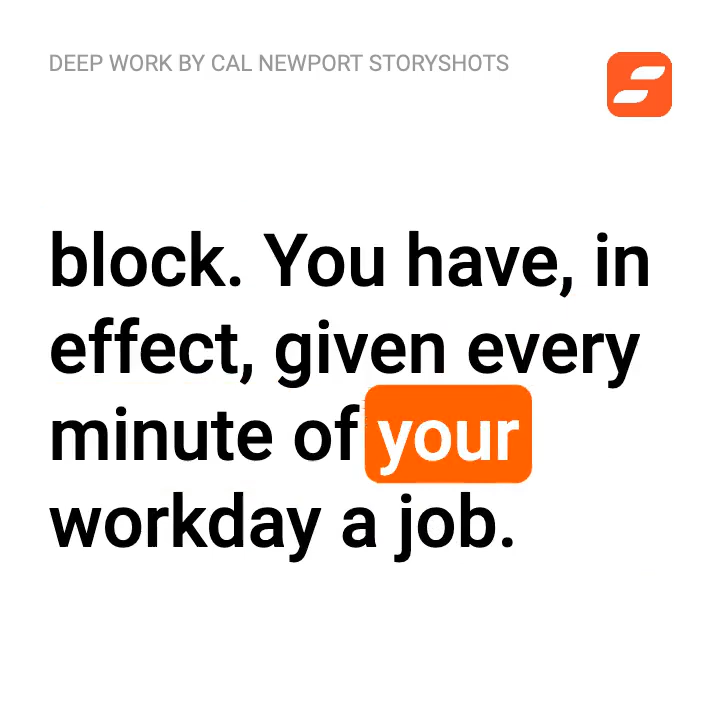 DEEP WORK BY CAL NEWPORT STORYSHOTS
block. You have, in
effect, given every
minute of your
workday a job.